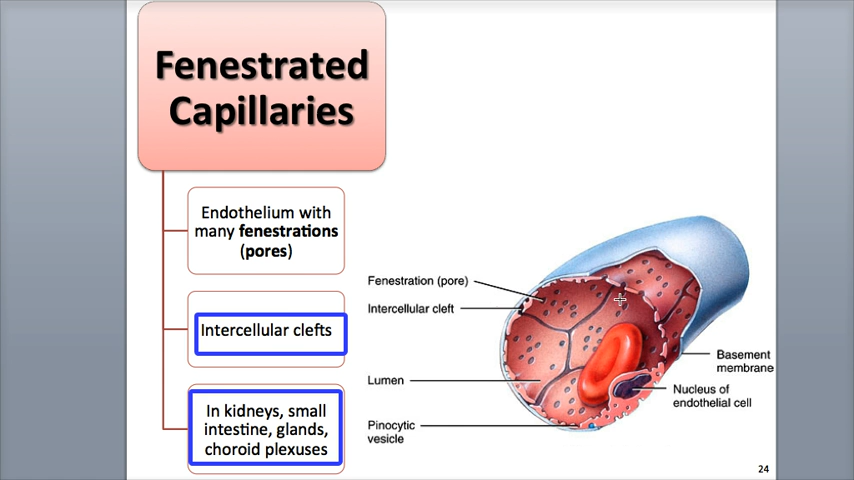 Fenestrated
Capillaries
Endothelium with
many fenestrations
(pores)
Intercellular clefts
In kidneys, small
intestine, glands,
choroid plexuses
Fenestration (pore)
Intercellular cleft
Lumen
Pinocytic
vesicle
Basement
membrane
Nucleus of
endothelial cell
24